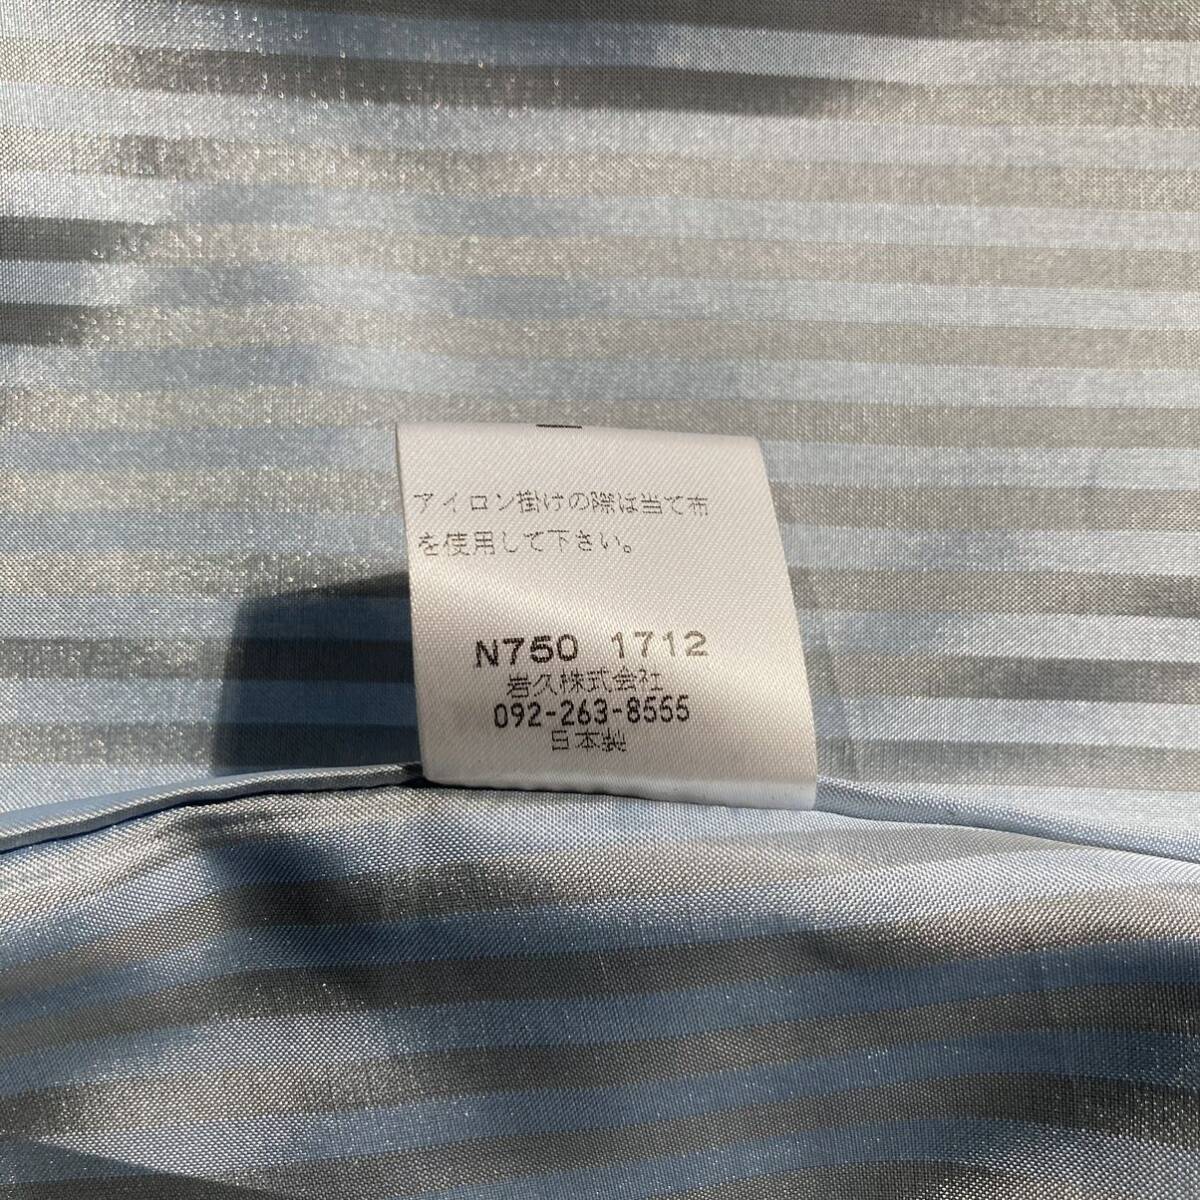 アイロン掛けの際は当て布
を使用して下さい。
N750 1712
岩久株式会社
092-263-8555
日本製